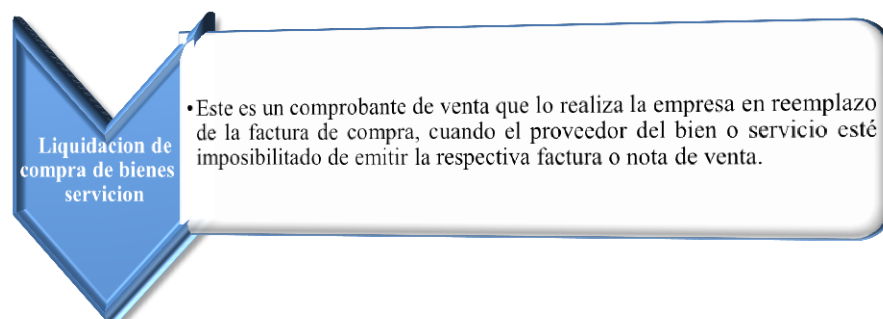 Liquidacion de
compra de bienes
servicion
•Este es un comprobante de venta que lo realiza la empresa en reemplazo
de la factura de compra, cuando el proveedor del bien o servicio esté
imposibilitado de emitir la respectiva factura o nota de venta.